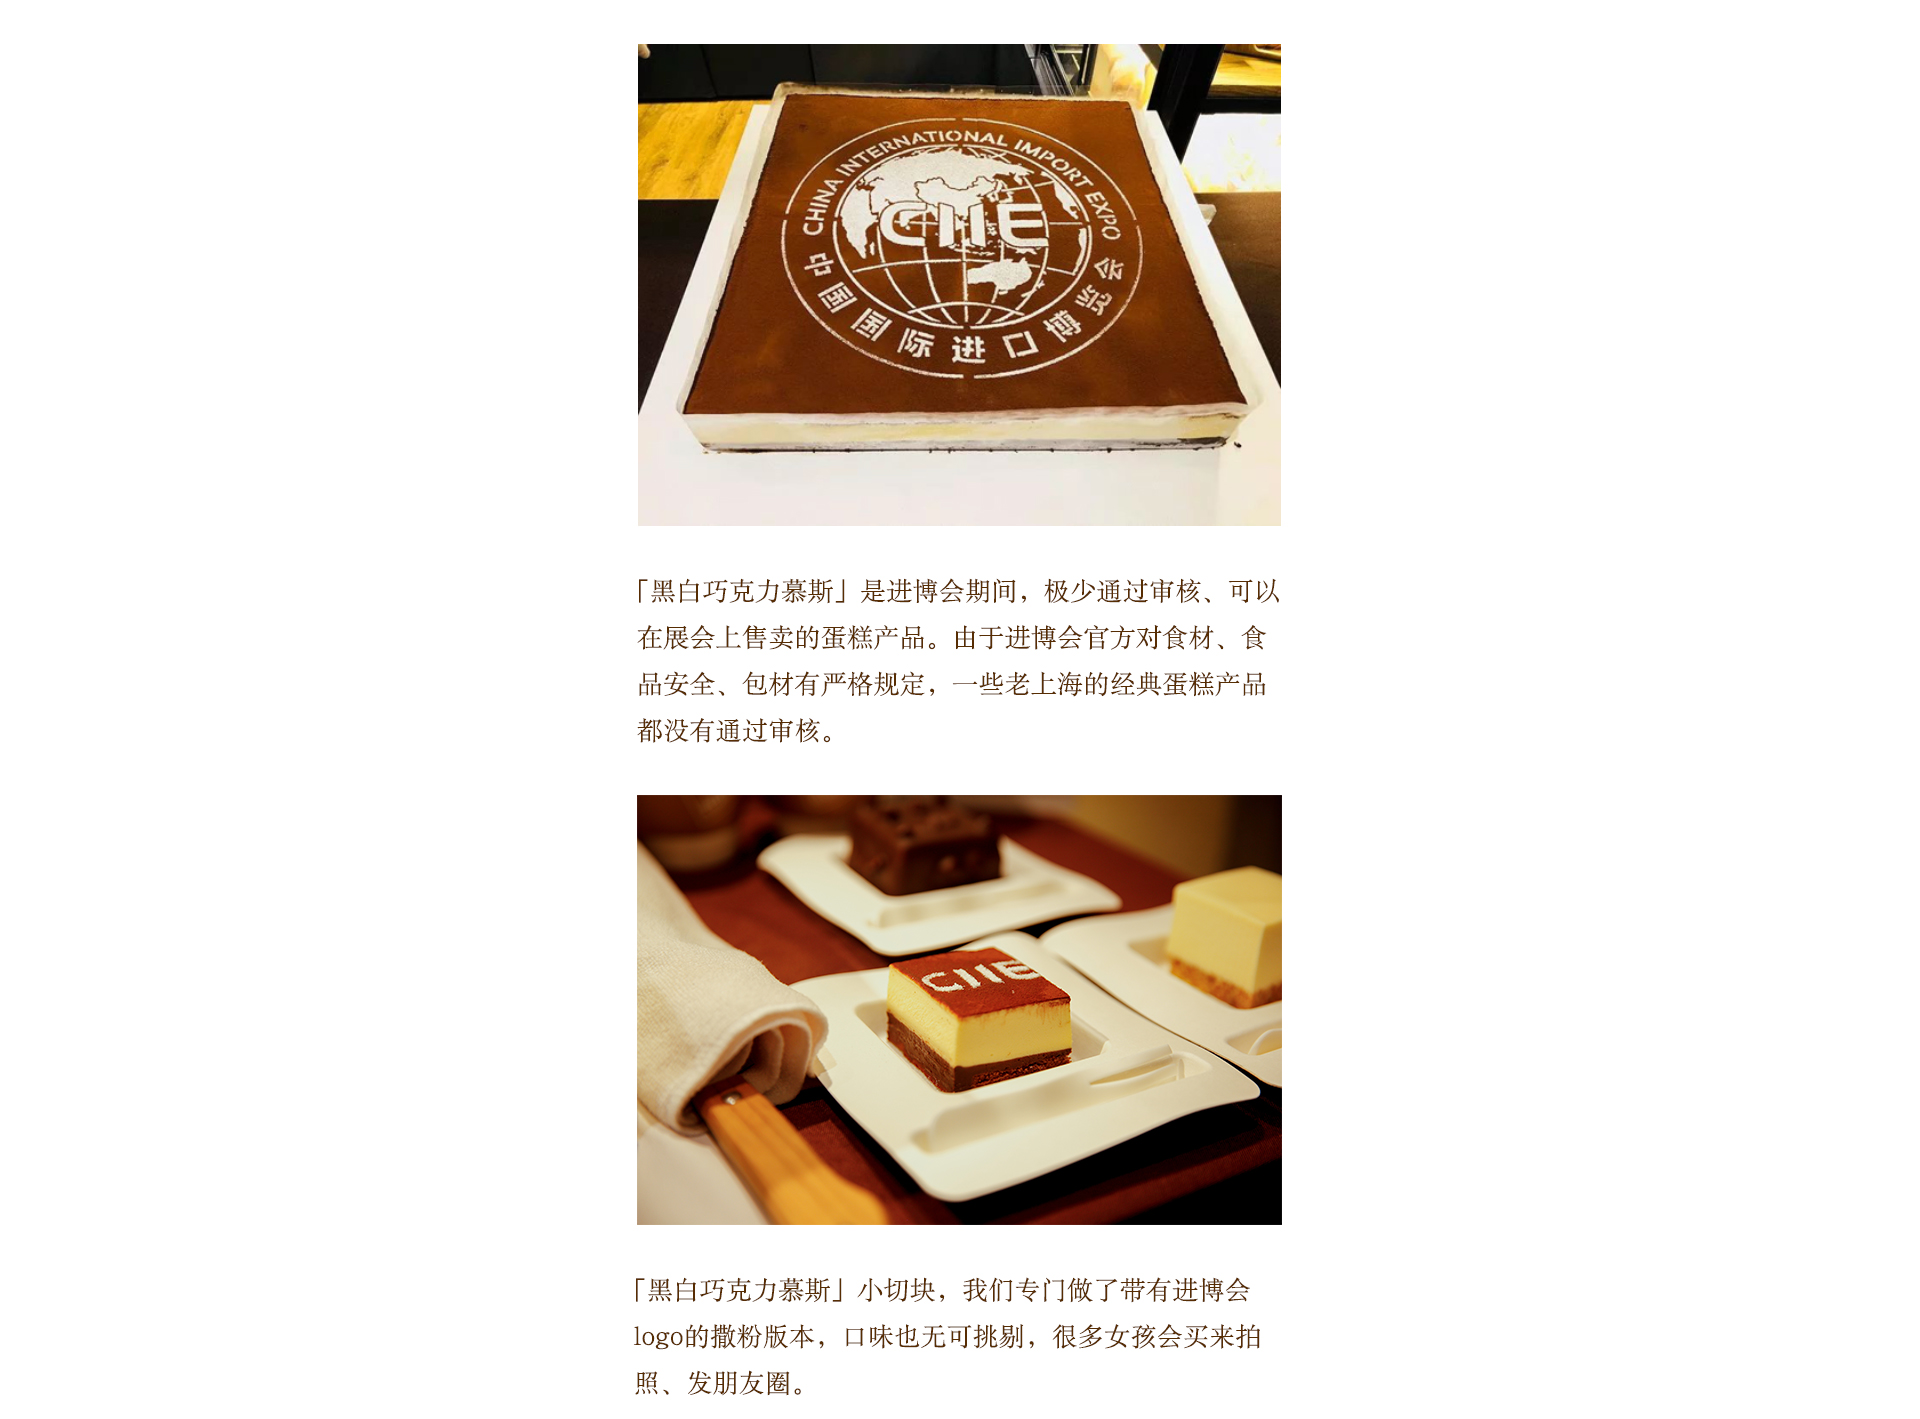 CHINA INTERNATIONAL IMPORT EXPO
CIIE
中国国际进口博览会
「黑白巧克力慕斯」是进博会期间，极少通过审核、可以
在展会上售卖的蛋糕产品。由于进博会官方对食材、食
品安全、包材有严格规定，一些老上海的经典蛋糕产品
都没有通过审核。
CIIE
「黑白巧克力慕斯」小切块，我们专门做了带有进博会
logo的撒粉版本，口味也无可挑剔，很多女孩会买来拍
照、发朋友圈。